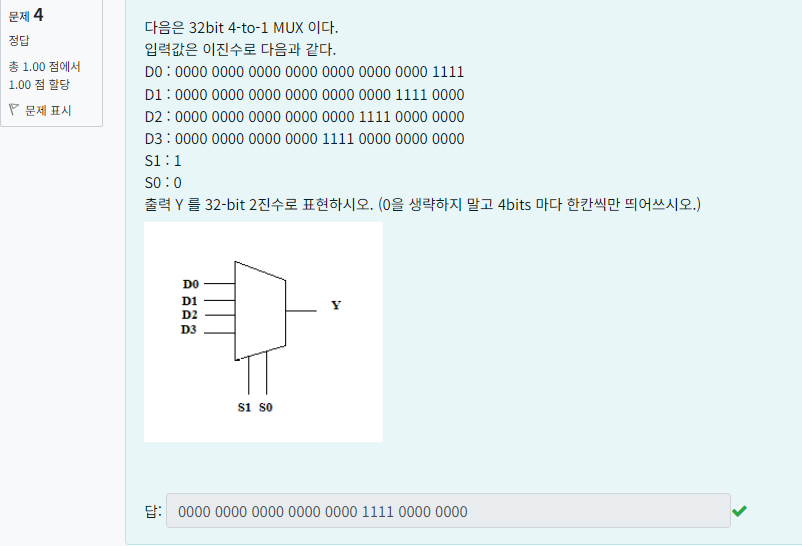 문제 4
정답
총 1.00 점에서
1.00 점 할당
문제 표시
다음은 32bit 4-to-1 MUX 이다.
입력값은 이진수로 다음과 같다.
D0 : 0000 0000 0000 0000 0000 0000 0000 1111
D1 : 0000 0000 0000 0000 0000 0000 1111 0000
D2 : 0000 0000 0000 0000 0000 1111 0000 0000
D3 : 0000 0000 0000 0000 1111 0000 0000 0000
S1 : 1
S0 : 0
출력 Y 를 32-bit 2진수로 표현하시오. (0을 생략하지 말고 4bits 마다 한칸씩만 띄어쓰시오.)
D0
D1
D2
D3
Y
S1 S0
답: 0000 0000 0000 0000 0000 1111 0000 0000